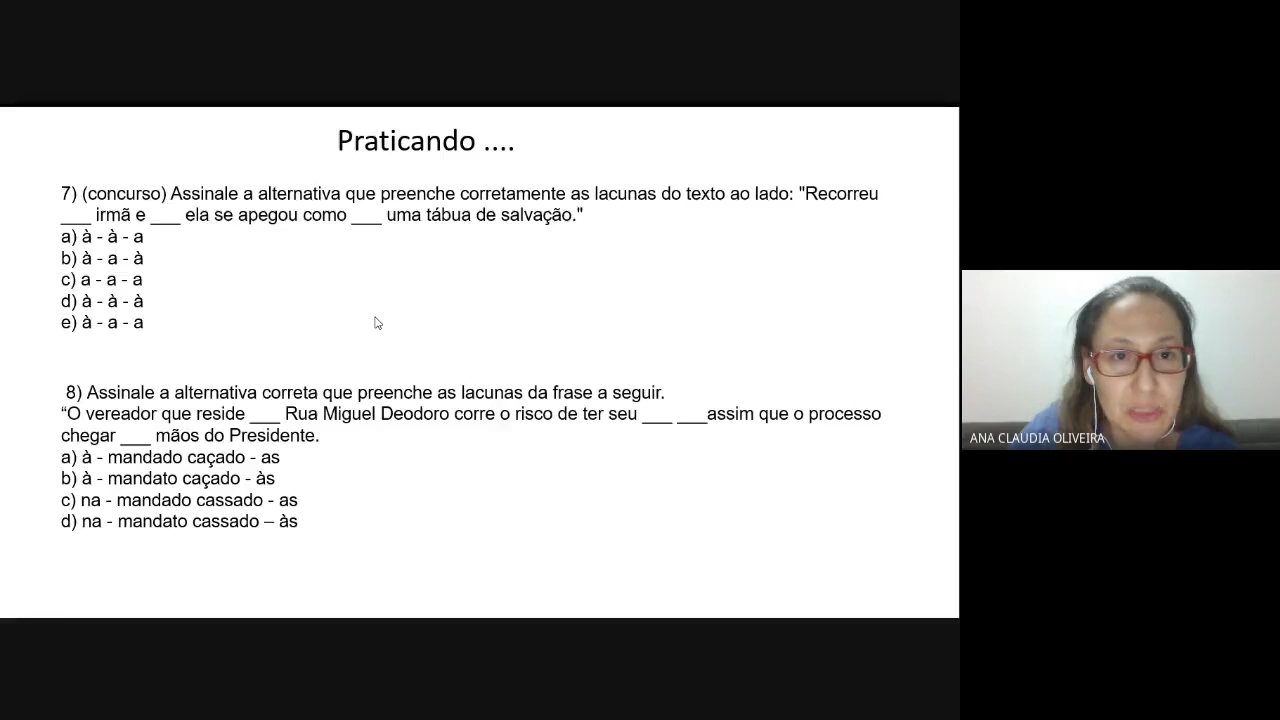 Praticando ....
7) (concurso) Assinale a alternativa que preenche corretamente as lacunas do texto ao lado: "Recorreu
___ irmã e ___ ela se apegou como ___ uma tábua de salvação."
a) à - à - a
b) à - a - à
c) a - a - a
d) à - à - à
e) à - a - a
8) Assinale a alternativa correta que preenche as lacunas da frase a seguir.
“O vereador que reside ___ Rua Miguel Deodoro corre o risco de ter seu ___ ___assim que o processo
chegar ___ mãos do Presidente.
a) à - mandado caçado - as
b) à - mandato caçado - às
c) na - mandado cassado - as
d) na - mandato cassado – às
ANA CLAUDIA OLIVEIRA